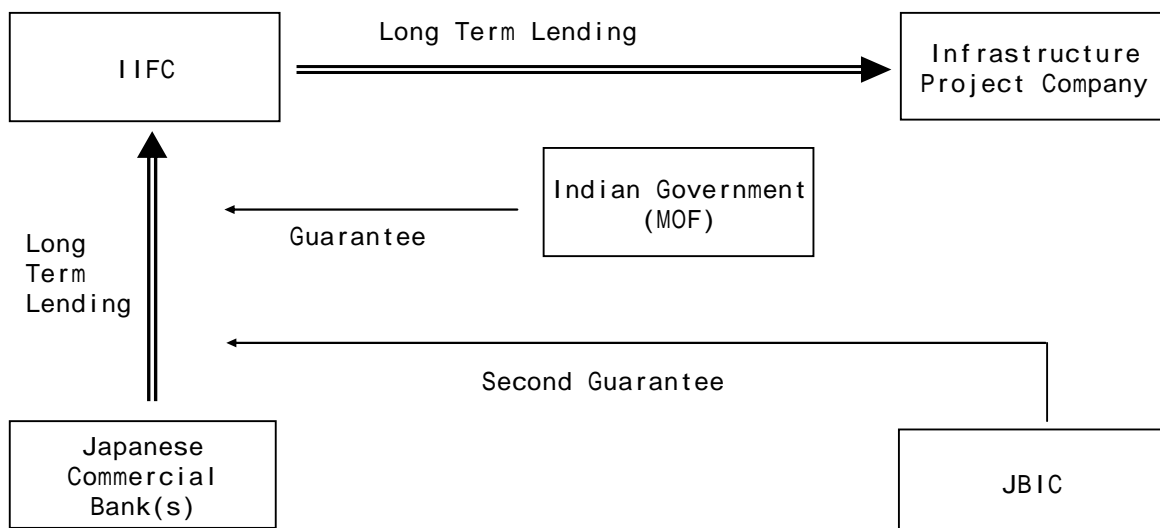 Long Term Lending
IIFC
Infrastructure
Project Company
Indian Government
(MOF)
Guarantee
Long
Term
Lending
Second Guarantee
Japanese
Commercial
Bank(s)
JBIC